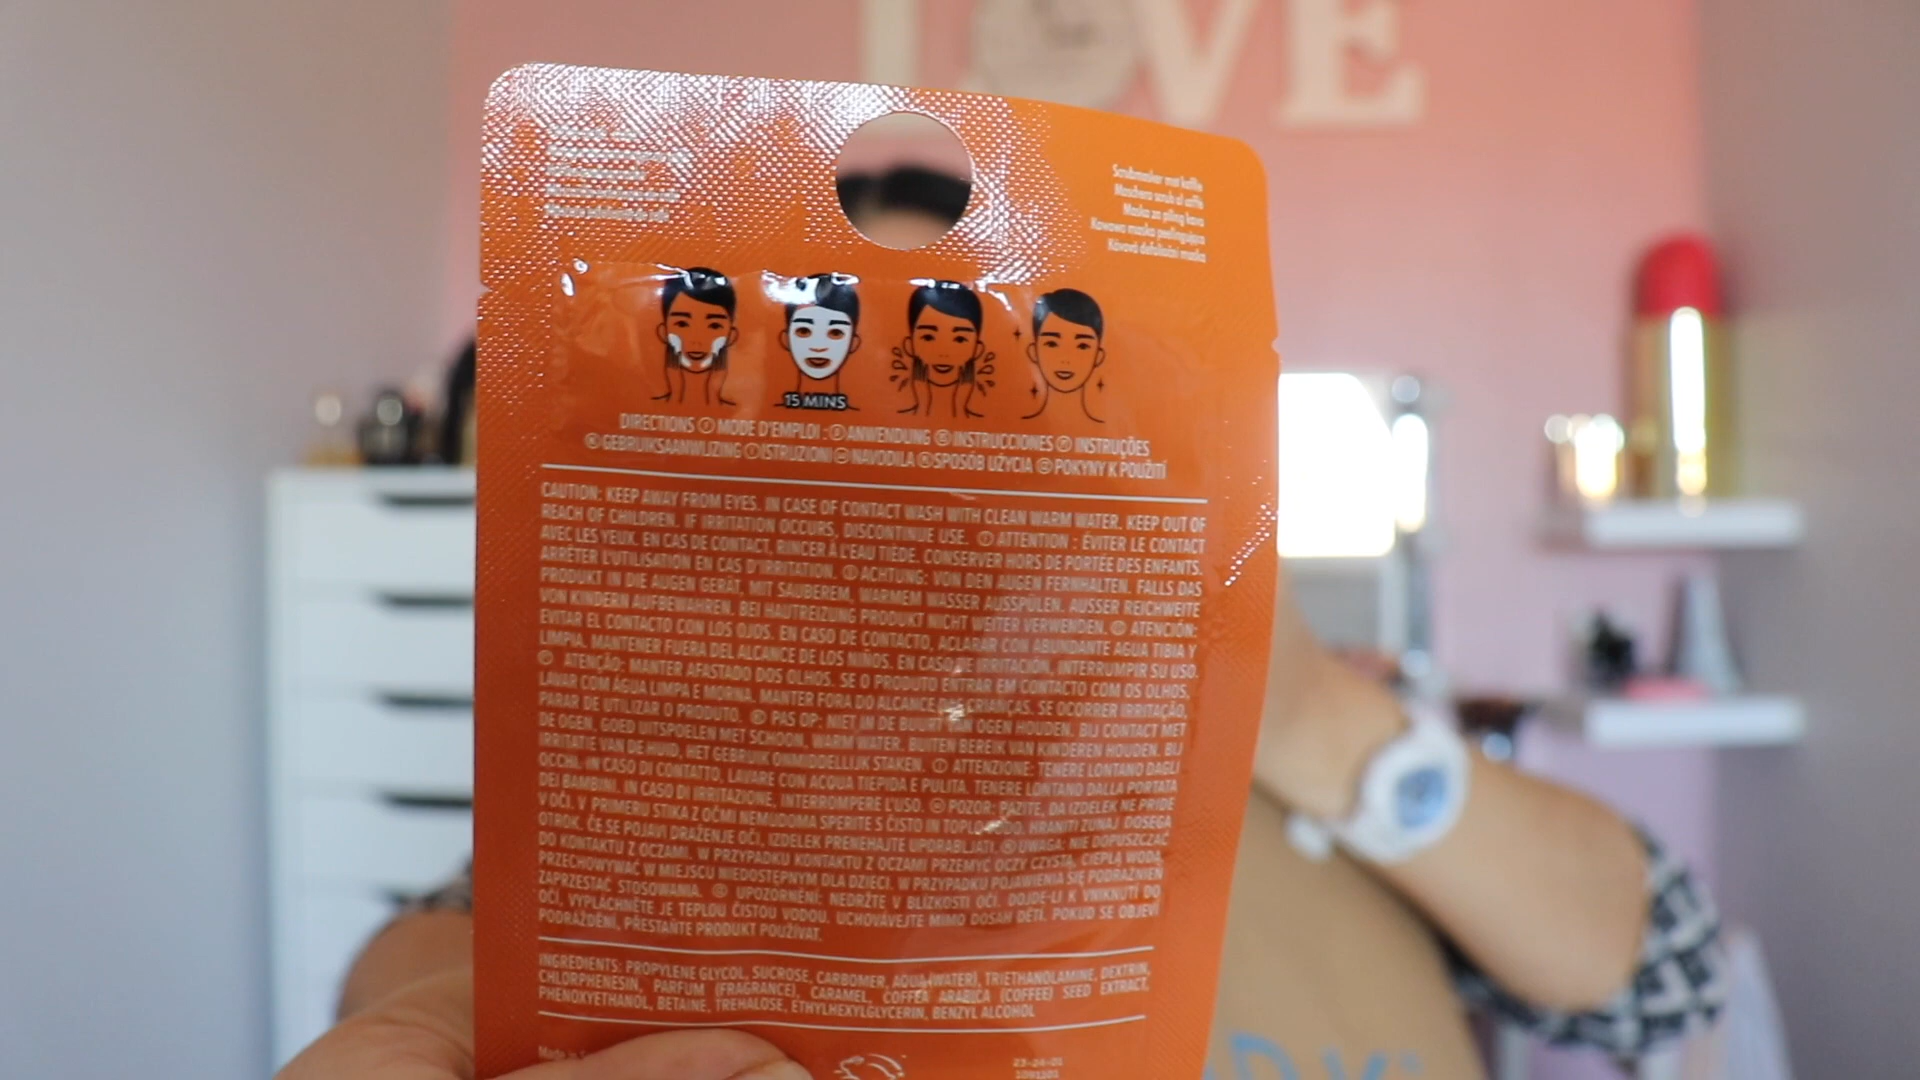 LOVE
Scrubmasker met koffie
Maschera scrub al caffè
Maska za piling kava
Kawowa maska peelingująca
Kávová exfoliační maska
15 MINS
DIRECTIONS Ⓕ MODE D'EMPLOI : Ⓓ ANWENDUNG Ⓔ INSTRUCCIONES Ⓟ INSTRUÇÕES
GEBRUIKSAANWIJZING Ⓘ ISTRUZIONI NAVODILA SPOSÓB UŻYCIA POKYNY K POUŽITÍ
CAUTION: KEEP AWAY FROM EYES. IN CASE OF CONTACT WASH WITH CLEAN WARM WATER. KEEP OUT OF
REACH OF CHILDREN. IF IRRITATION OCCURS, DISCONTINUE USE. Ⓕ ATTENTION : ÉVITER LE CONTACT
AVEC LES YEUX. EN CAS DE CONTACT, RINCER À L'EAU TIÈDE. CONSERVER HORS DE PORTÉE DES ENFANTS.
ARRÊTER L'UTILISATION EN CAS D'IRRITATION. Ⓓ ACHTUNG: VON DEN AUGEN FERNHALTEN. FALLS DAS
PRODUKT IN DIE AUGEN GERÄT, MIT SAUBEREM, WARMEM WASSER AUSSPÜLEN. AUSSER REICHWEITE
VON KINDERN AUFBEWAHREN. BEI HAUTREIZUNG PRODUKT NICHT WEITER VERWENDEN. Ⓔ ATENCIÓN:
EVITAR EL CONTACTO CON LOS OJOS. EN CASO DE CONTACTO, ACLARAR CON ABUNDANTE AGUA TIBIA Y
LIMPIA. MANTENER FUERA DEL ALCANCE DE LOS NIÑOS. EN CASO DE IRRITACIÓN, INTERRUMPIR SU USO.
Ⓟ ATENÇÃO: MANTER AFASTADO DOS OLHOS. SE O PRODUTO ENTRAR EM CONTACTO COM OS OLHOS,
LAVAR COM ÁGUA LIMPA E MORNA. MANTER FORA DO ALCANCE DE CRIANÇAS. SE OCORRER IRRITAÇÃO,
PARAR DE UTILIZAR O PRODUTO. PAS OP: NIET IN DE BUURT VAN OGEN HOUDEN. BIJ CONTACT MET
DE OGEN, GOED UITSPOELEN MET SCHOON, WARM WATER. BUITEN BEREIK VAN KINDEREN HOUDEN. BIJ
IRRITATIE VAN DE HUID, HET GEBRUIK ONMIDDELLIJK STAKEN. Ⓘ ATTENZIONE: TENERE LONTANO DAGLI
OCCHI. IN CASO DI CONTATTO, LAVARE CON ACQUA TIEPIDA E PULITA. TENERE LONTANO DALLA PORTATA
DEI BAMBINI. IN CASO DI IRRITAZIONE, INTERROMPERE L'USO. POZOR: PAZITE, DA IZDELEK NE PRIDE
V OČI. V PRIMERU STIKA Z OČMI NEMUDOMA SPERITE S ČISTO IN TOPLO VODO. HRANITI ZUNAJ DOSEGA
OTROK. ČE SE POJAVI DRAŽENJE OČI, IZDELEK PRENEHAJTE UPORABLJATI. UWAGA: NIE DOPUSZCZAĆ
DO KONTAKTU Z OCZAMI. W PRZYPADKU KONTAKTU Z OCZAMI PRZEMYĆ OCZY CZYSTĄ, CIEPŁĄ WODĄ.
PRZECHOWYWAĆ W MIEJSCU NIEDOSTĘPNYM DLA DZIECI. W PRZYPADKU POJAWIENIA SIĘ PODRAŻNIEŃ
ZAPRZESTAĆ STOSOWANIA. UPOZORNĚNÍ: NEDRŽTE V BLÍZKOSTI OČÍ. DOJDE-LI K VNIKNUTÍ DO
OČÍ, VYPLÁCHNĚTE JE TEPLOU ČISTOU VODOU. UCHOVÁVEJTE MIMO DOSAH DĚTÍ. POKUD SE OBJEVÍ
PODRÁŽDĚNÍ, PŘESTAŇTE PRODUKT POUŽÍVAT.
INGREDIENTS: PROPYLENE GLYCOL, SUCROSE, CARBOMER, AQUA (WATER), TRIETHANOLAMINE, DEXTRIN,
CHLORPHENESIN, PARFUM (FRAGRANCE), CARAMEL, COFFEA ARABICA (COFFEE) SEED EXTRACT,
PHENOXYETHANOL, BETAINE, TREHALOSE, ETHYLHEXYLGLYCERIN, BENZYL ALCOHOL
Made in
23-04-01
1091101